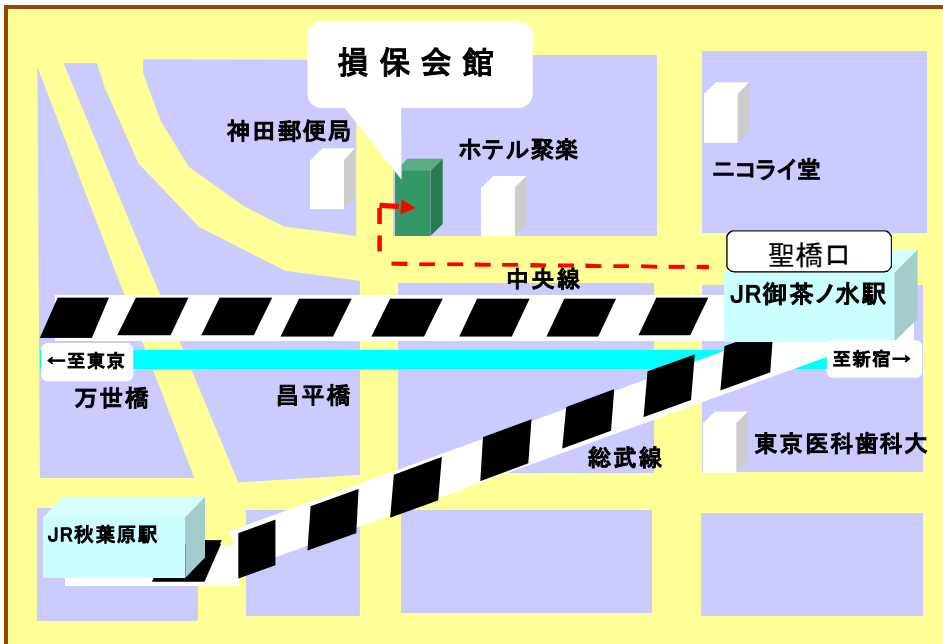 損保会館
神田郵便局
ホテル聚楽
ニコライ堂
聖橋口
中央線
JR御茶ノ水駅
←至東京
至新宿→
万世橋
昌平橋
総武線
東京医科歯科大
JR秋葉原駅